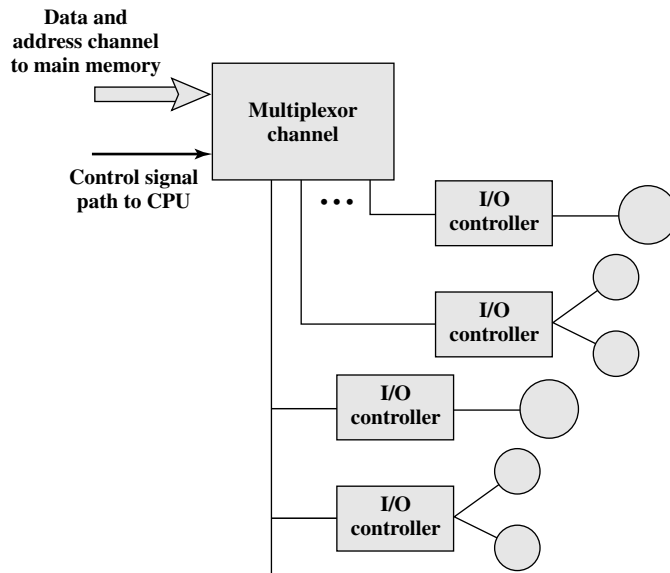 Data and
address channel
to main memory
Multiplexor
channel
Control signal
path to CPU
I/O
controller
I/O
controller
I/O
controller
I/O
controller